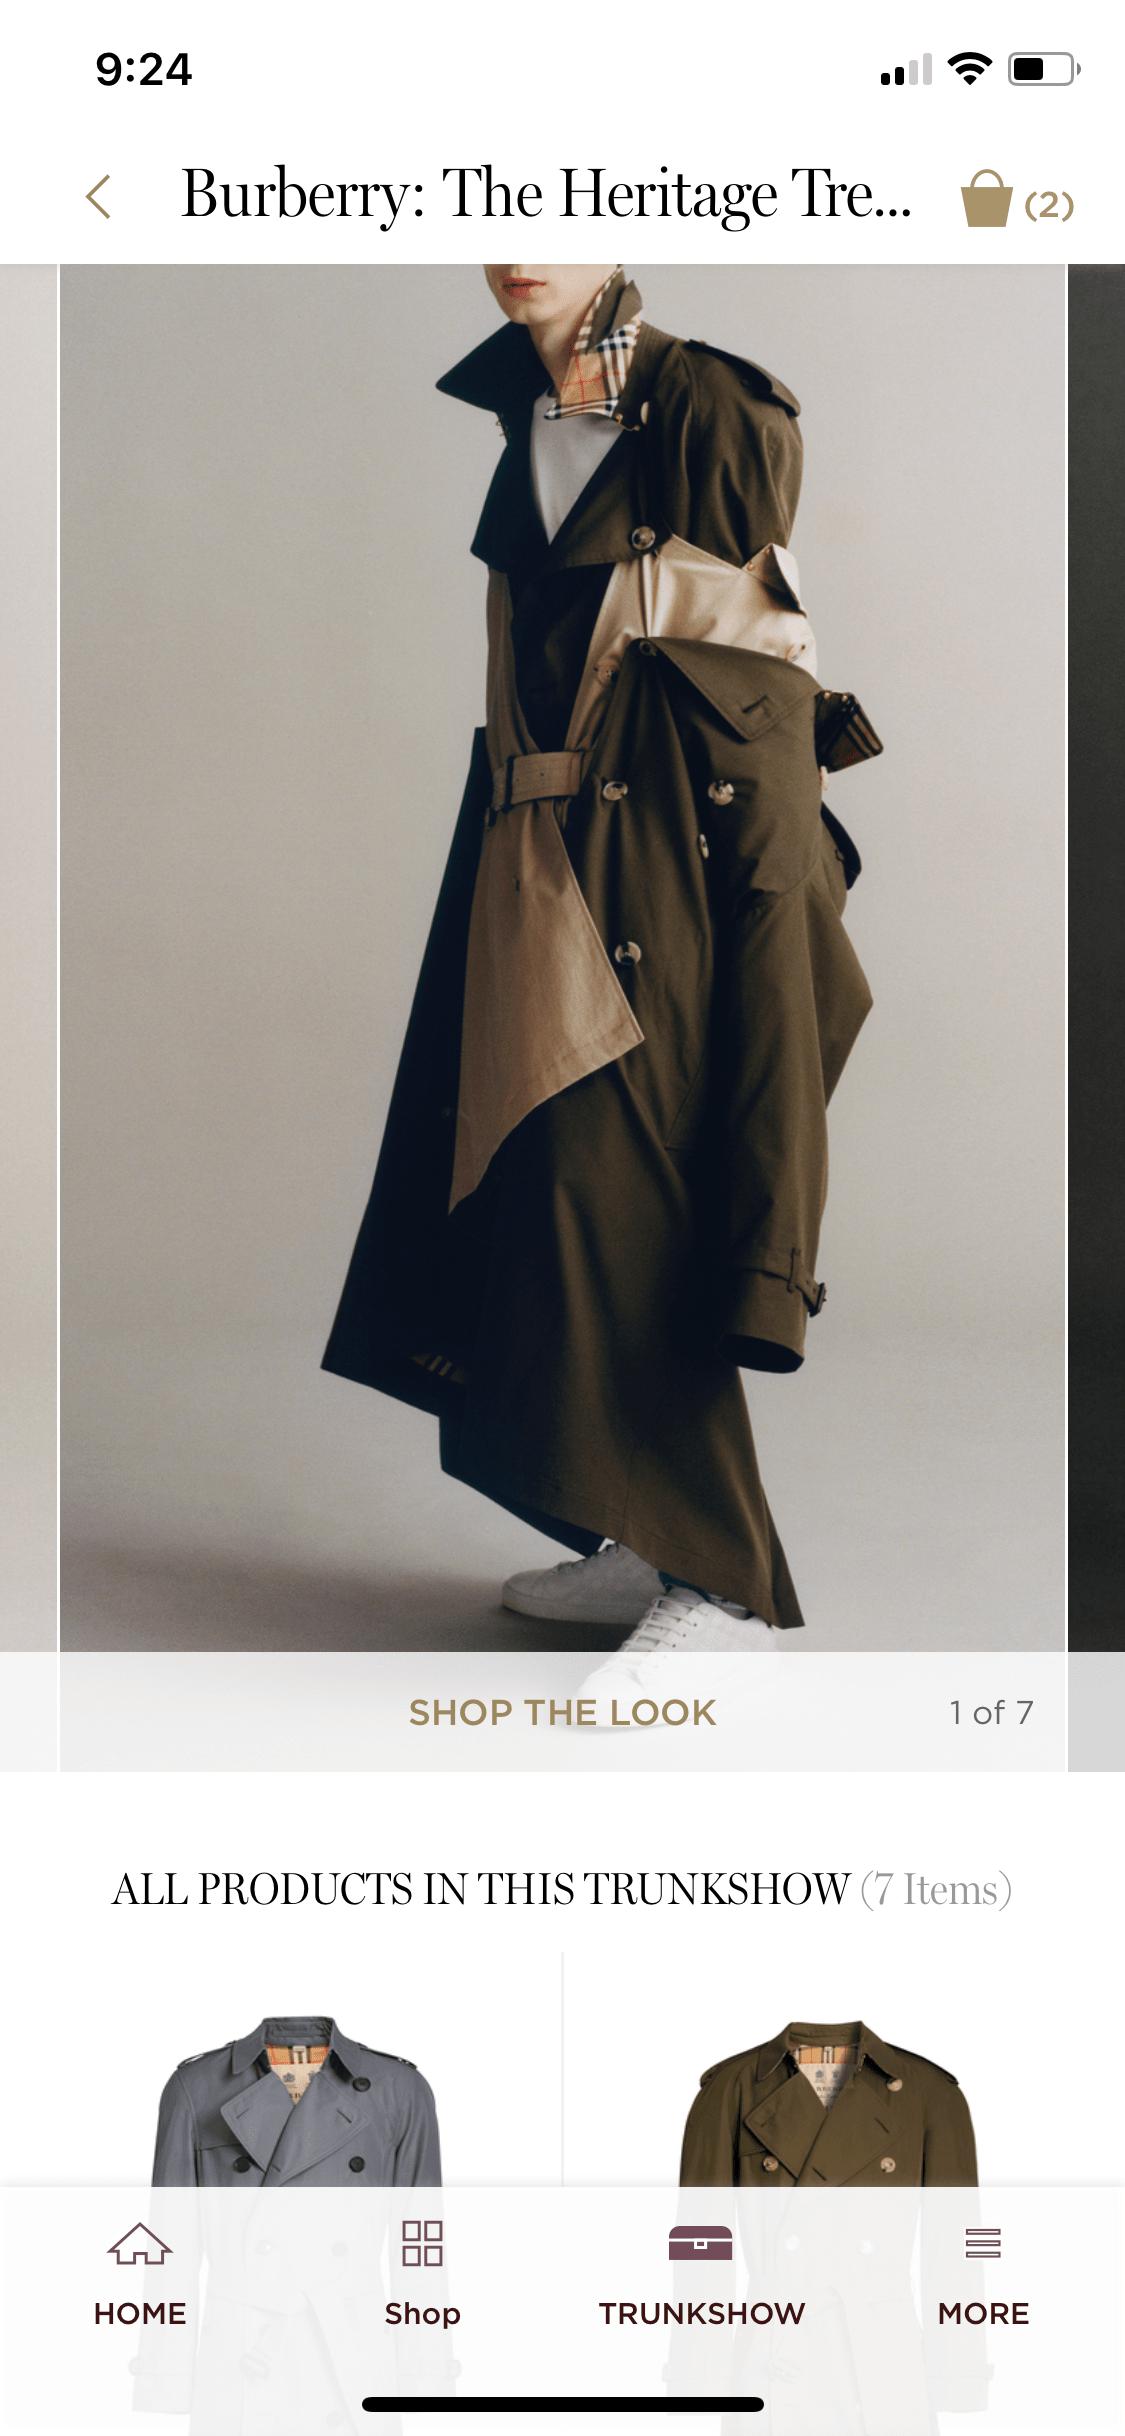 9:24
Burberry: The Heritage Tre...
(2)
SHOP THE LOOK
1 of 7
ALL PRODUCTS IN THIS TRUNKSHOW (7 Items)
HOME
Shop
TRUNKSHOW
MORE